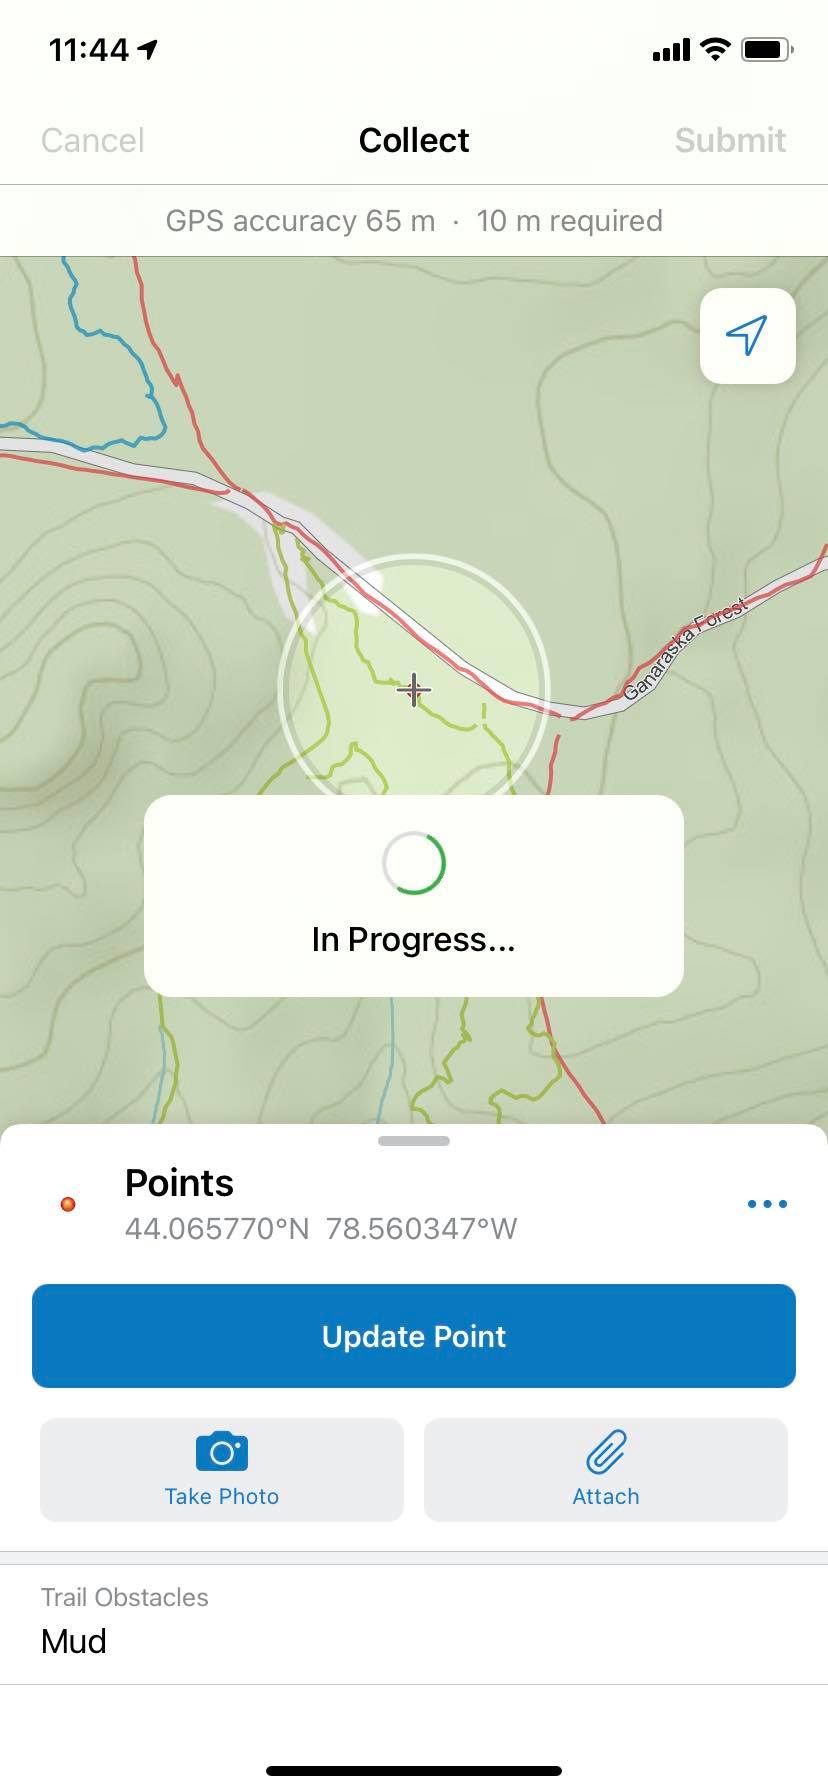 11:44
Cancel Collect Submit
GPS accuracy 65 m · 10 m required
Ganaraska Forest
In Progress...
Points
44.065770°N 78.560347°W
Update Point
Take Photo Attach
Trail Obstacles
Mud